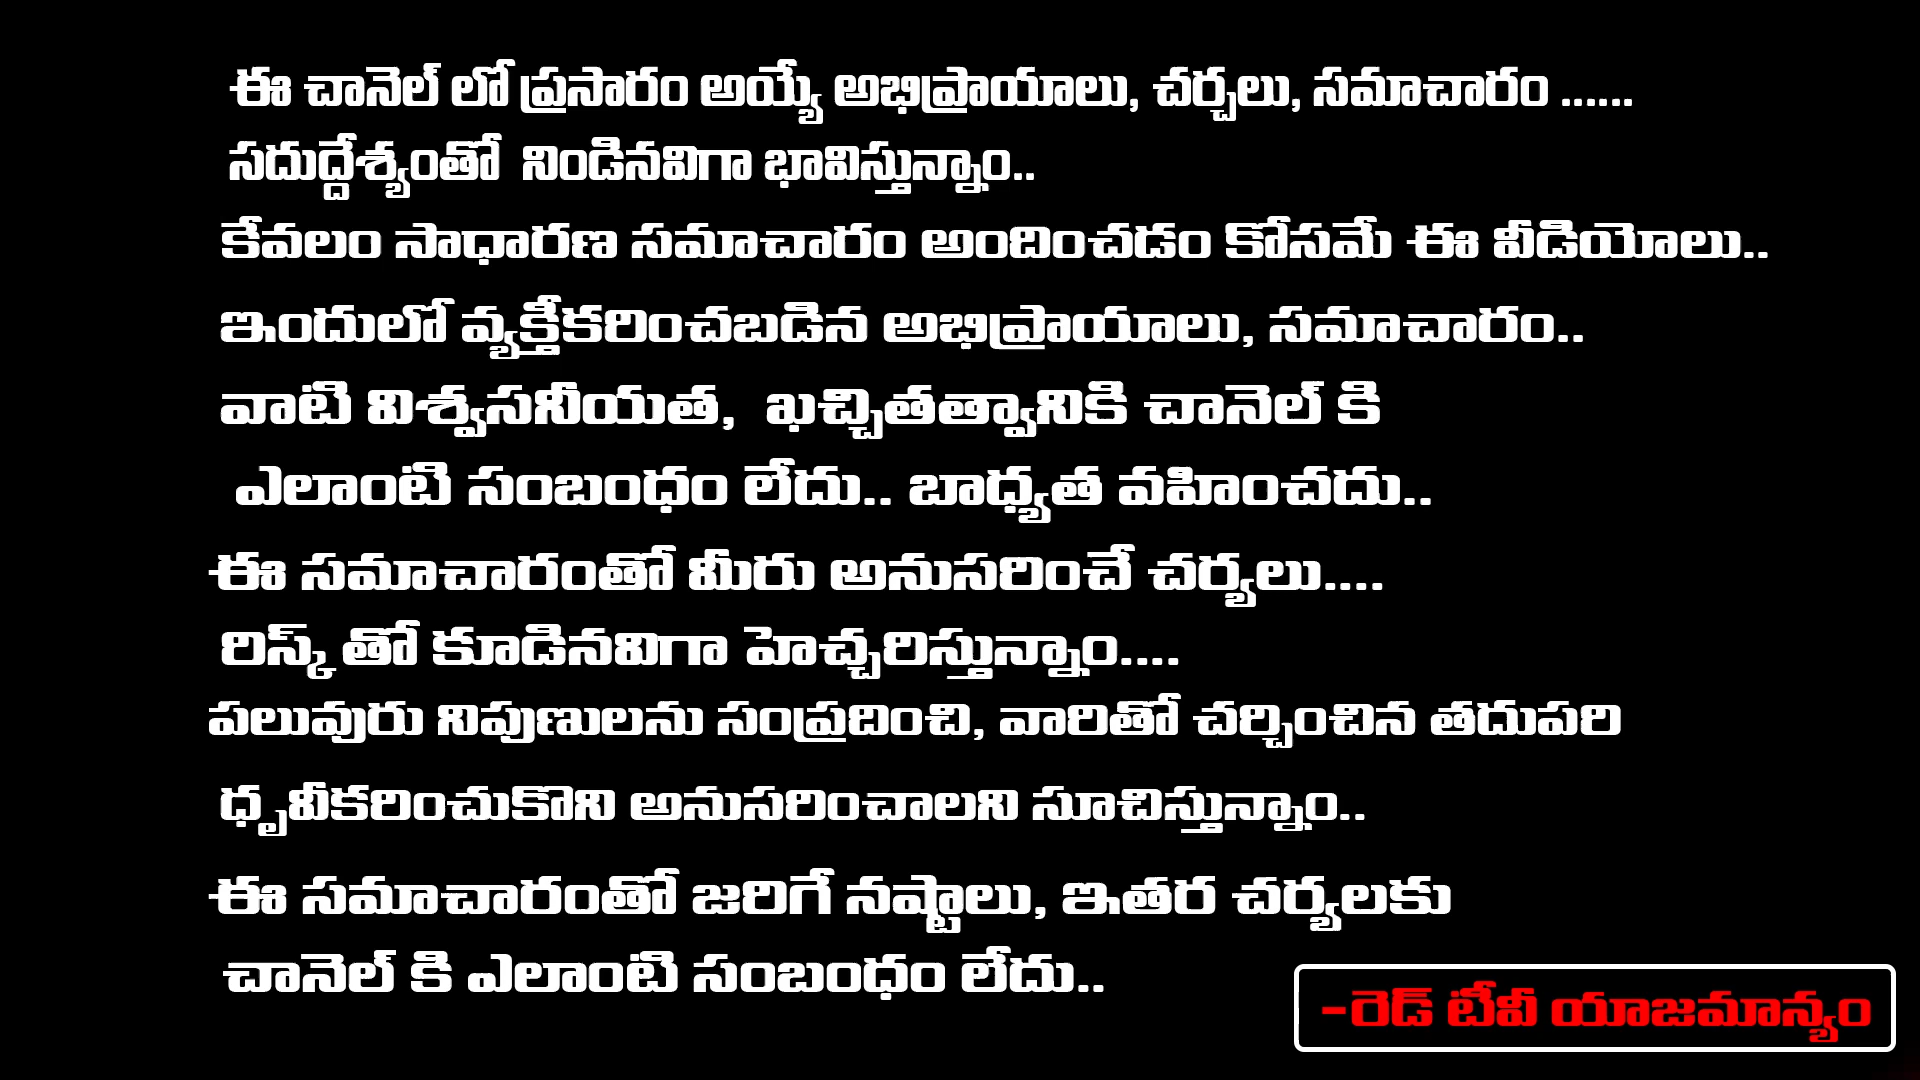 ఈ చానెల్ లో ప్రసారం అయ్యే అభిప్రాయాలు, చర్చలు, సమాచారం ......
సదుద్దేశ్యంతో నిండినవిగా భావిస్తున్నాం..
కేవలం సాధారణ సమాచారం అందించడం కోసమే ఈ వీడియోలు..
ఇందులో వ్యక్తీకరించబడిన అభిప్రాయాలు, సమాచారం..
వాటి విశ్వసనీయత, ఖచ్చితత్వానికి చానెల్ కి
ఎలాంటి సంబంధం లేదు.. బాధ్యత వహించదు..
ఈ సమాచారంతో మీరు అనుసరించే చర్యలు....
రిస్క్ తో కూడినవిగా హెచ్చరిస్తున్నాం....
పలువురు నిపుణులను సంప్రదించి, వారితో చర్చించిన తదుపరి
ధృవీకరించుకొని అనుసరించాలని సూచిస్తున్నాం..
ఈ సమాచారంతో జరిగే నష్టాలు, ఇతర చర్యలకు
చానెల్ కి ఎలాంటి సంబంధం లేదు..
-రెడ్ టీవీ యాజమాన్యం